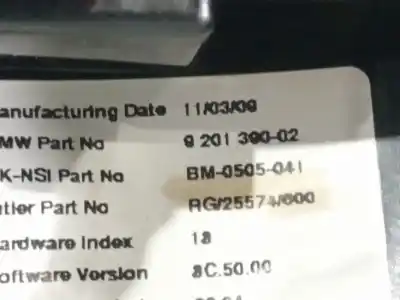 anufacturing Date 11/03/09
MW Part No 9 201 390-02
K-NSI Part No BM-0505-041
utler Part No RG/25574/600
ardware Index 18
oftware Version 8C.50.00